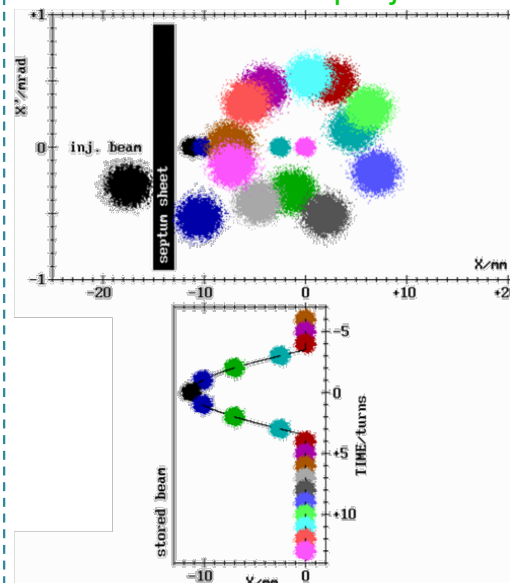 +1
X'/mrad
inj. beam
0
septum sheet
-1
X/mm
-20
-10
0
+10
-5
0
TIME/turns
+5
+10
stored beam
-10
0